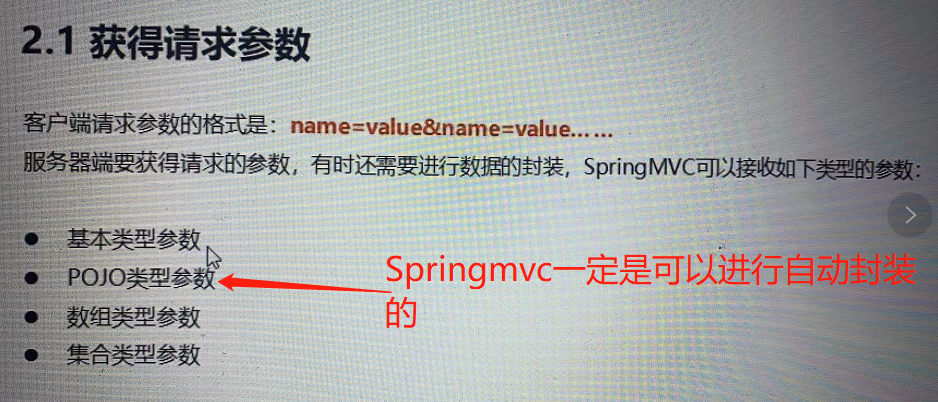 2.1 获得请求参数
客户端请求参数的格式是：name=value&name=value... ...
服务器端要获得请求的参数，有时还需要进行数据的封装，SpringMVC可以接收如下类型的参数：
● 基本类型参数
● POJO类型参数
Springmvc一定是可以进行自动封装
的
● 数组类型参数
● 集合类型参数